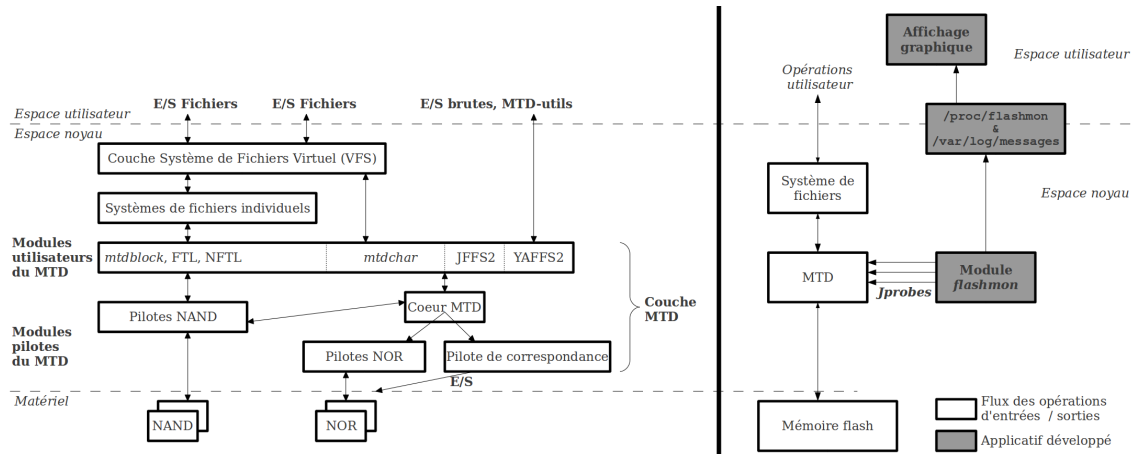 E/S Fichiers
E/S Fichiers
E/S brutes, MTD-utils
Espace utilisateur
Espace noyau
Couche Système de Fichiers Virtuel (VFS)
Systèmes de fichiers individuels
Modules
utilisateurs
du MTD
mtdblock, FTL, NFTL
mtdchar
JFFS2
YAFFS2
Coeur MTD
Pilotes NAND
Couche
MTD
Modules
pilotes
du MTD
Pilotes NOR
Pilote de correspondance
E/S
Matériel
NAND
NOR
Affichage
graphique
Espace utilisateur
Opérations
utilisateur
/proc/flashmon
&
/var/log/messages
Système de
fichiers
Espace noyau
MTD
Jprobes
Module
flashmon
Mémoire flash
Flux des opérations
d'entrées / sorties
Applicatif développé